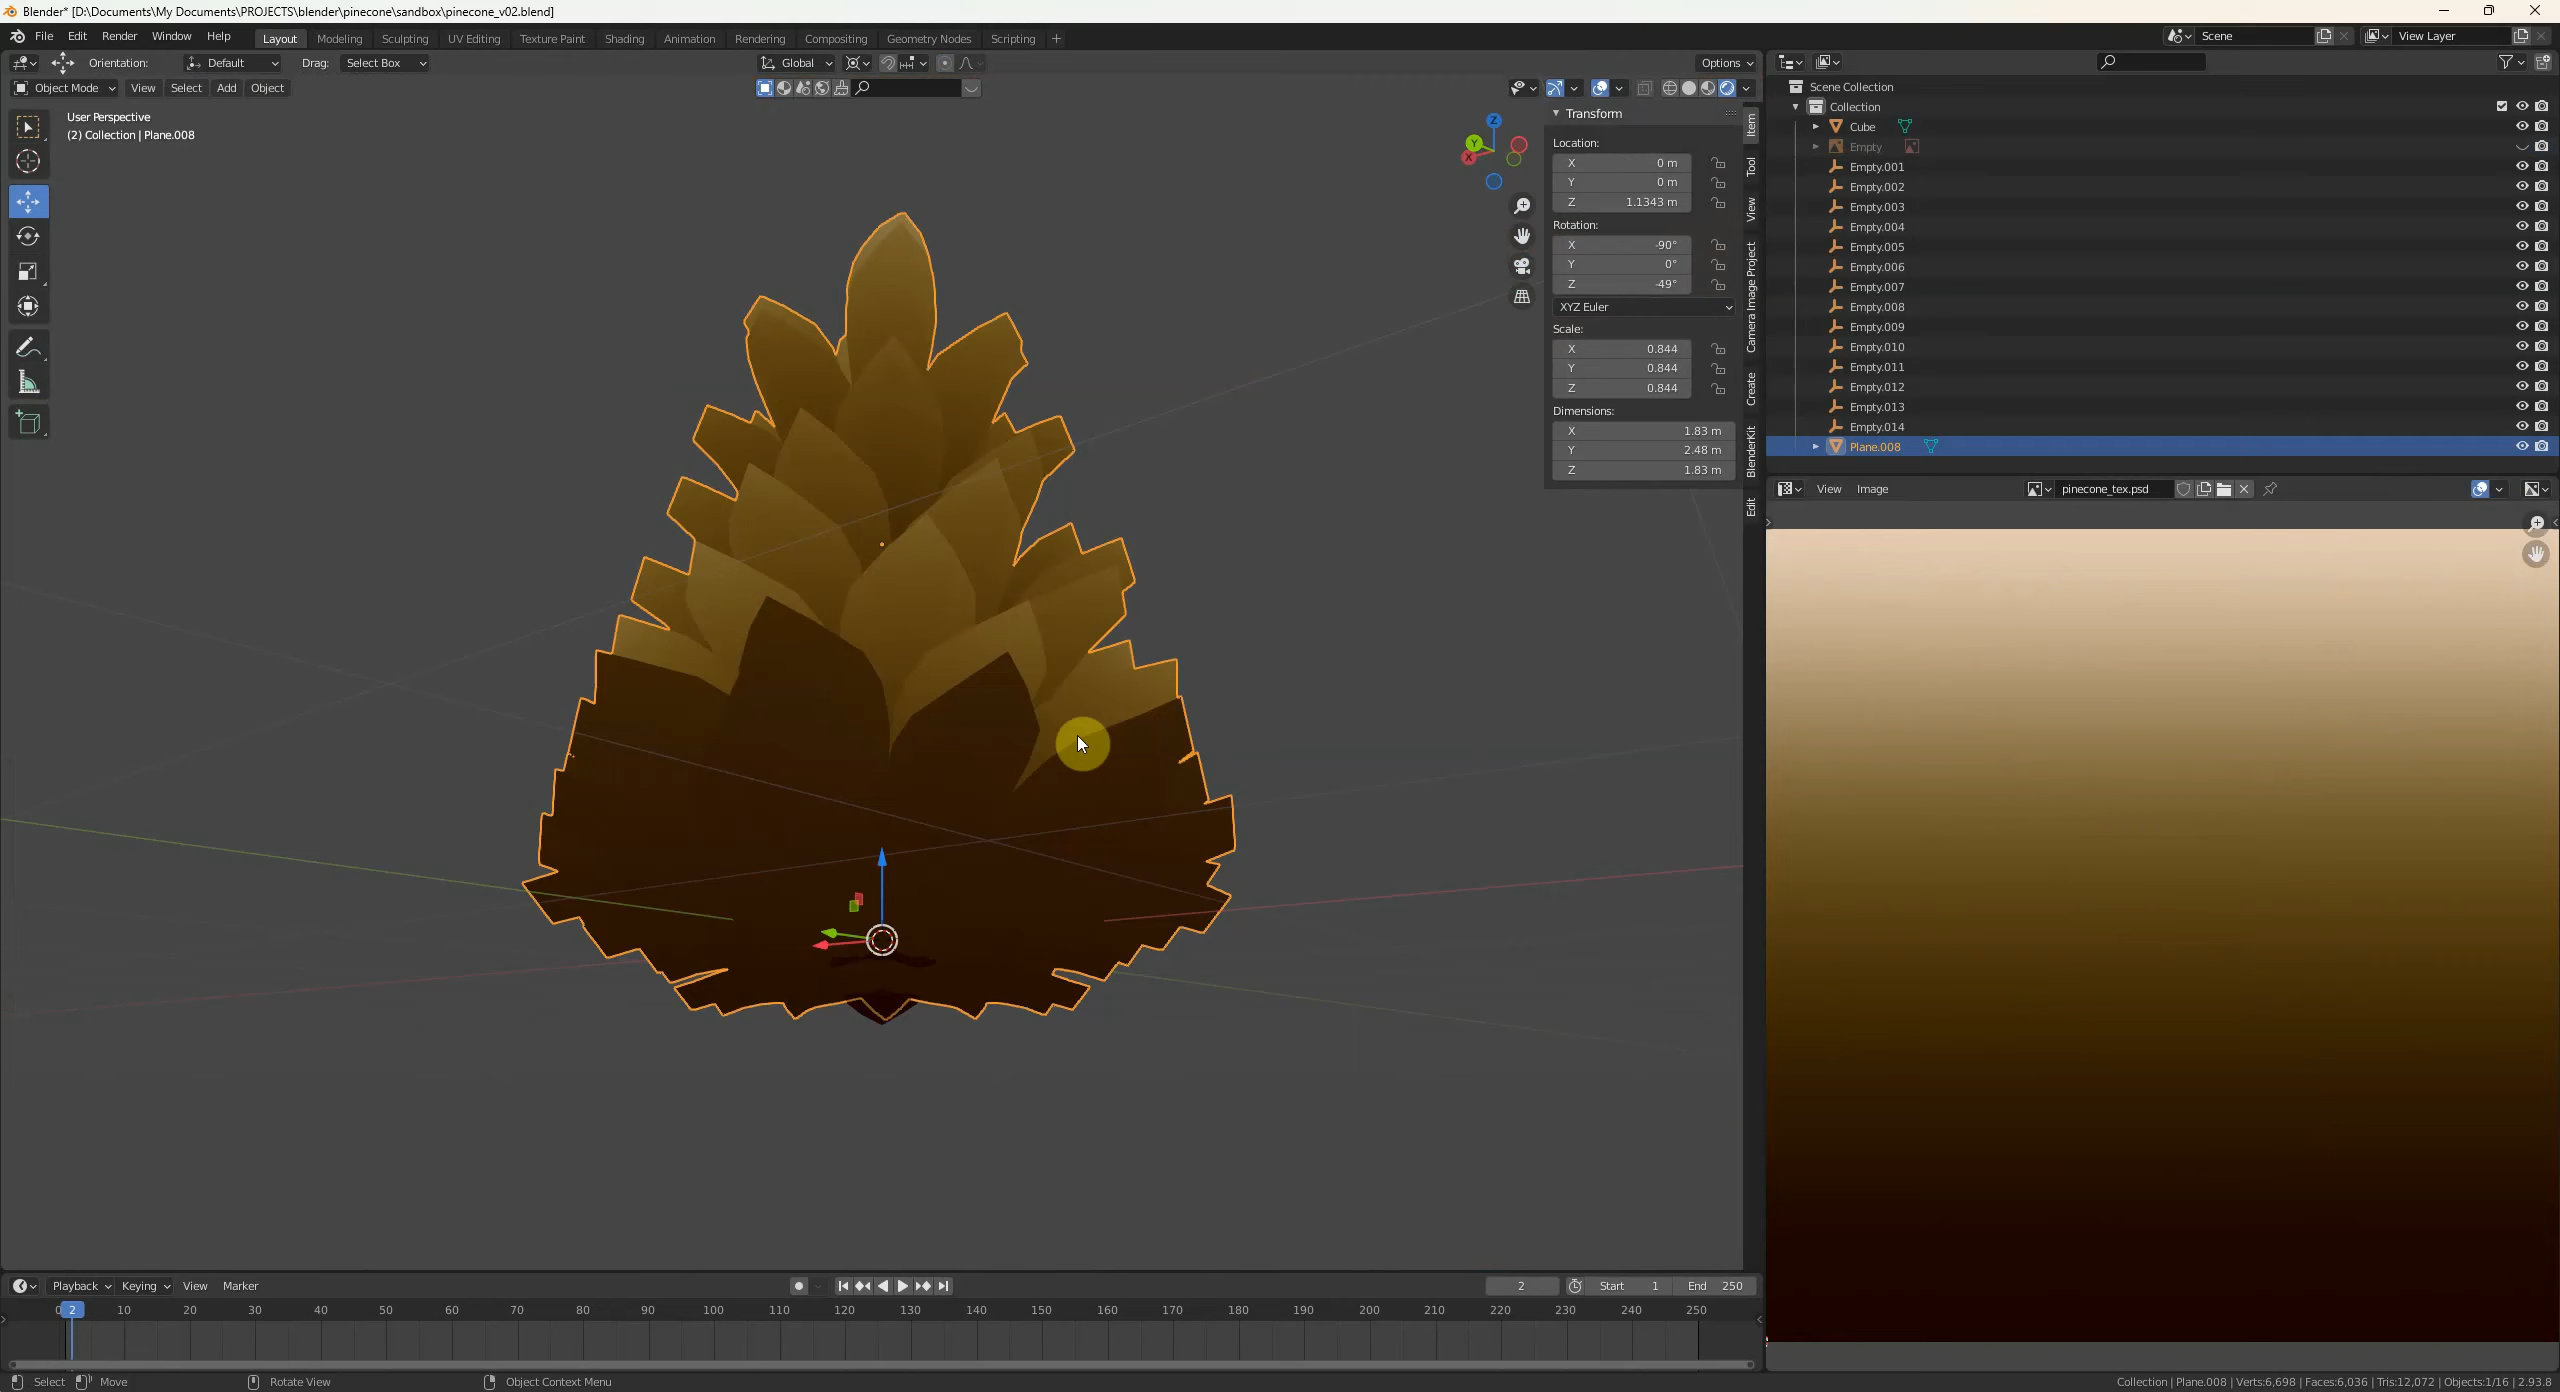 Blender* [D:\Documents\My Documents\PROJECTS\blender\pinecone\sandbox\pinecone_v02.blend]
File Edit Render Window Help Layout Modeling Sculpting UV Editing Texture Paint Shading Animation Rendering Compositing Geometry Nodes Scripting + Scene View Layer
Orientation: Default Drag: Select Box Global Options
Object Mode View Select Add Object
User Perspective
(2) Collection | Plane.008
Z
Y
X
Transform
Location:
X 0 m
Y 0 m
Z 1.1343 m
Rotation:
X -90°
Y 0°
Z -49°
XYZ Euler
Scale:
X 0.844
Y 0.844
Z 0.844
Dimensions:
X 1.83 m
Y 2.48 m
Z 1.83 m
Item
Tool
View
Camera Image Project
Create
BlenderKit
Edit
Scene Collection
Collection
Cube
Empty
Empty.001
Empty.002
Empty.003
Empty.004
Empty.005
Empty.006
Empty.007
Empty.008
Empty.009
Empty.010
Empty.011
Empty.012
Empty.013
Empty.014
Plane.008
View Image pinecone_tex.psd
Playback Keying View Marker 2 Start 1 End 250
0 2 10 20 30 40 50 60 70 80 90 100 110 120 130 140 150 160 170 180 190 200 210 220 230 240 250
Select Move Rotate View Object Context Menu Collection | Plane.008 | Verts:6,698 | Faces:6,036 | Tris:12,072 | Objects:1/16 | 2.93.8